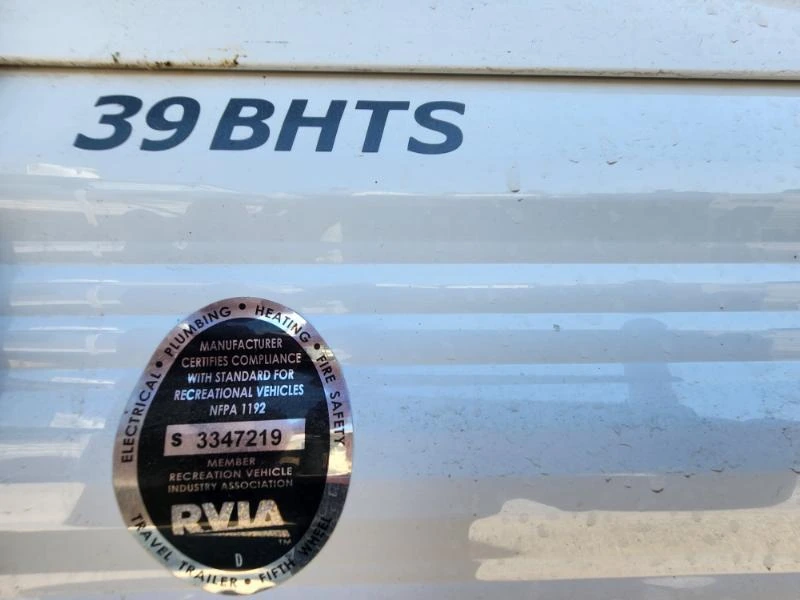 39 BHTS
ELECTRICAL • PLUMBING • HEATING • FIRE SAFETY
MANUFACTURER
CERTIFIES COMPLIANCE
WITH STANDARD FOR
RECREATIONAL VEHICLES
NFPA 1192
S 3347219
MEMBER
RECREATION VEHICLE
INDUSTRY ASSOCIATION
RVIA
TM
D
TRAVEL TRAILER • FIFTH WHEEL